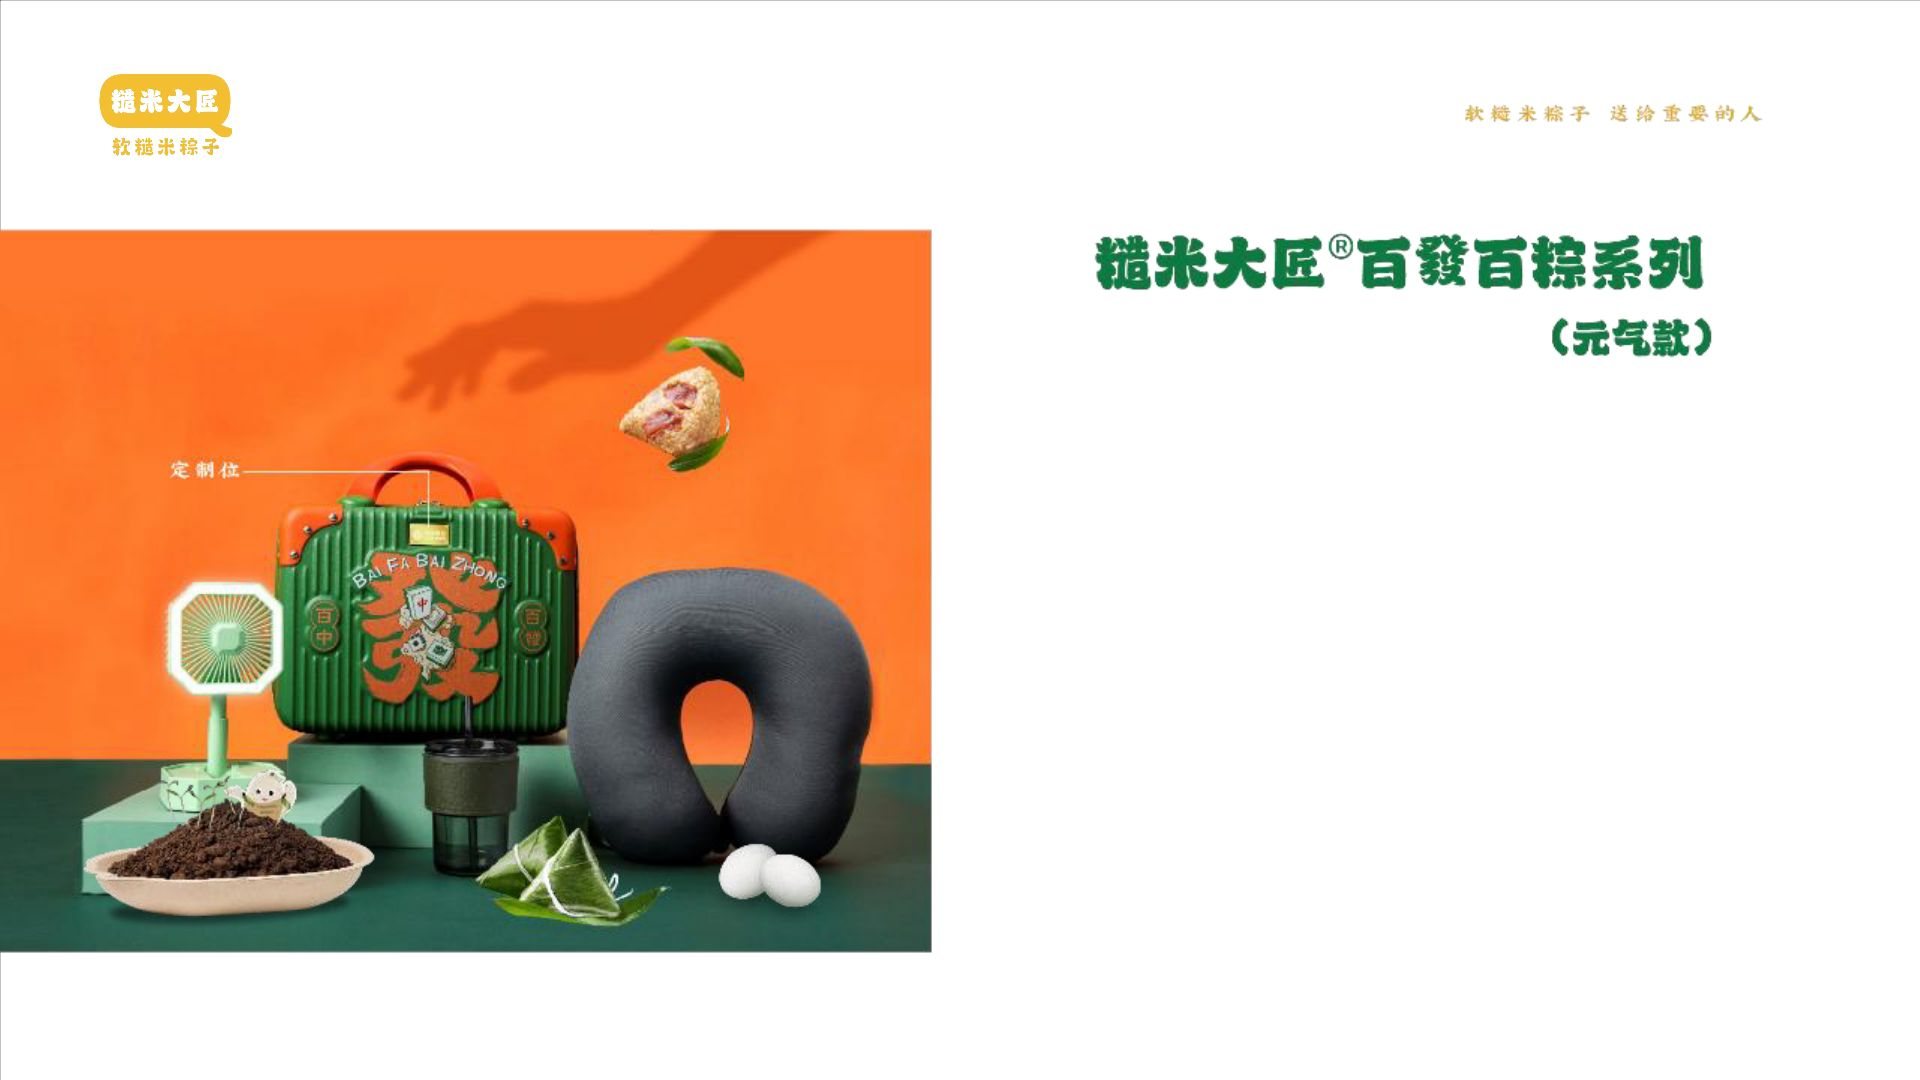 糙米大匠
软糙米粽子
软糙米粽子 送给重要的人
糙米大匠®百發百粽系列
（元气款）
定制位
BAI FA BAI ZHONG
發
中
百中
百發